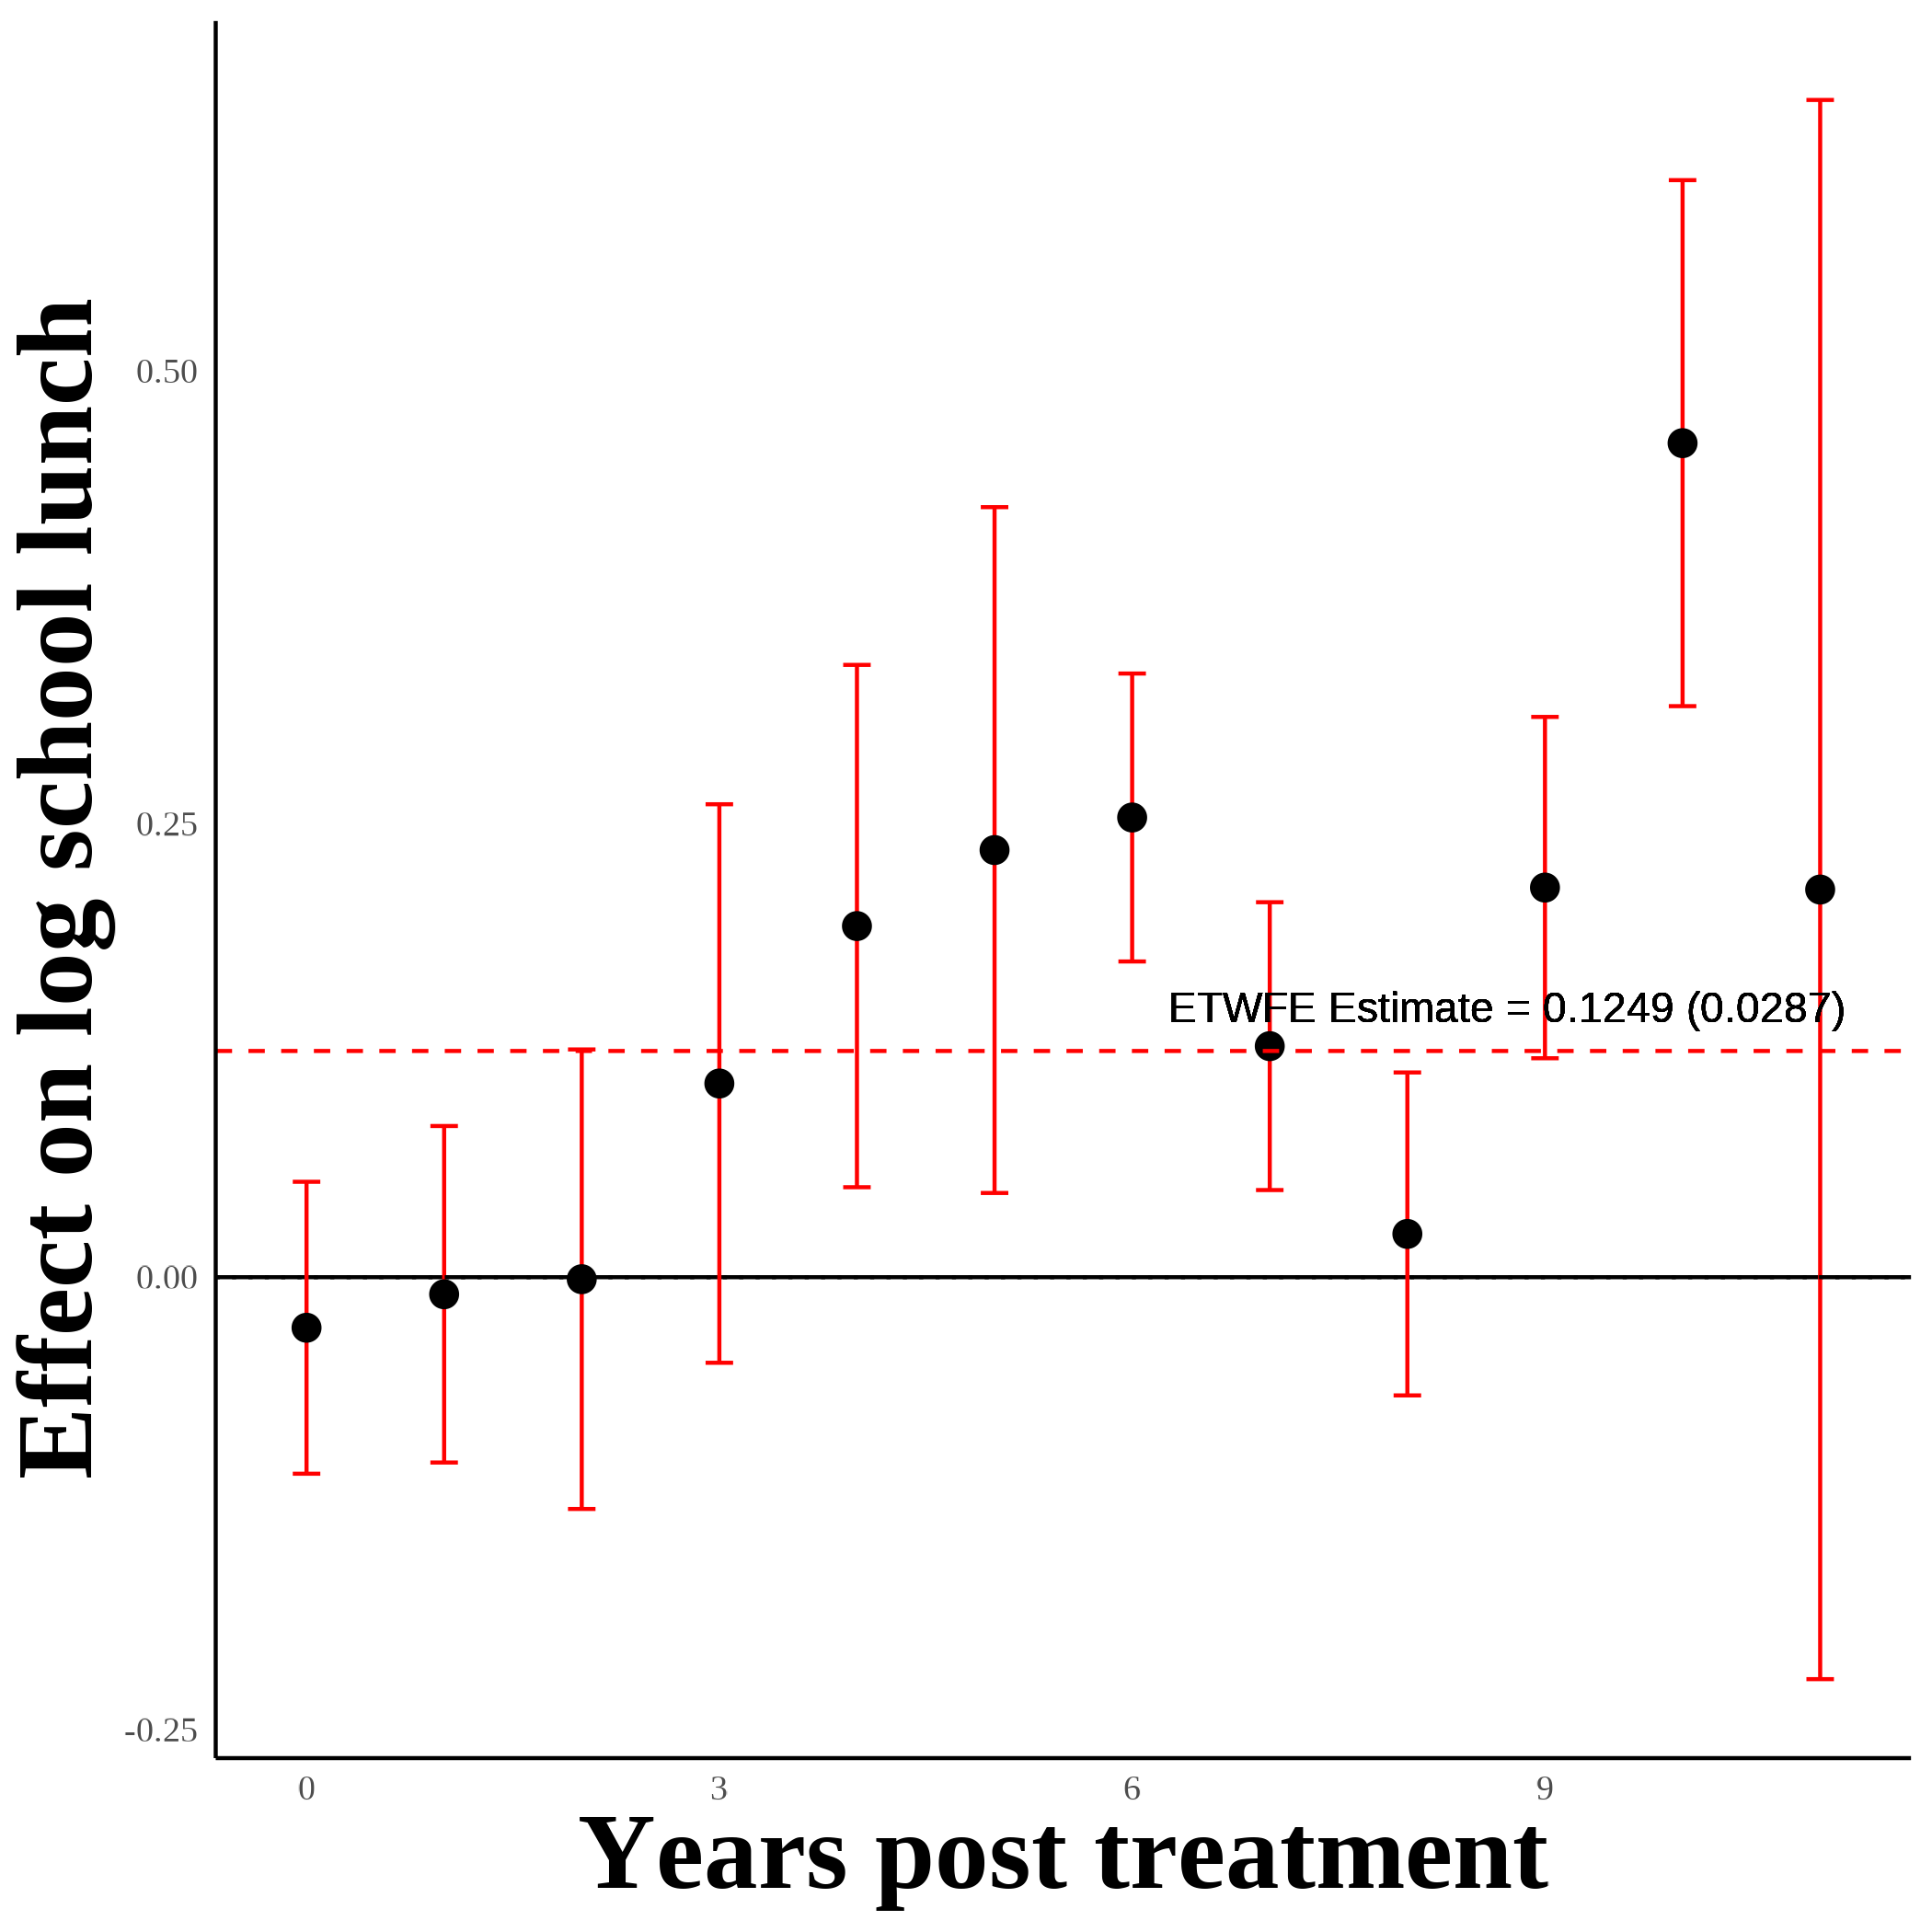 Effect on log school lunch
0.50
0.25
0.00
-0.25
ETWFE Estimate = 0.1249 (0.0287)
0 3 6 9
Years post treatment